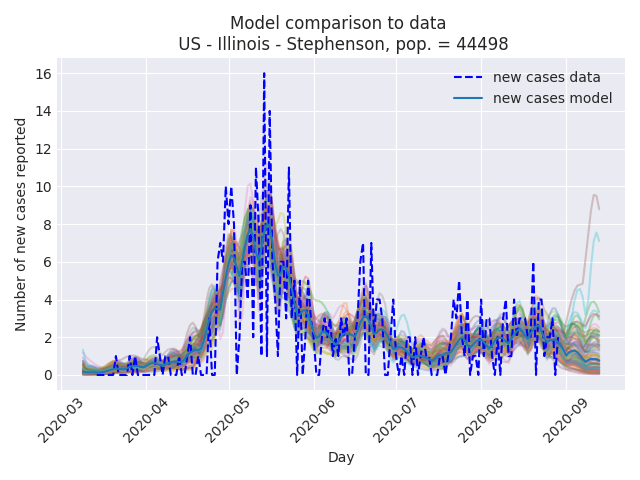 Model comparison to data
US - Illinois - Stephenson, pop. = 44498
new cases data
new cases model
Number of new cases reported
16
14
12
10
8
6
4
2
0
2020-03
2020-04
2020-05
2020-06
2020-07
2020-08
2020-09
Day